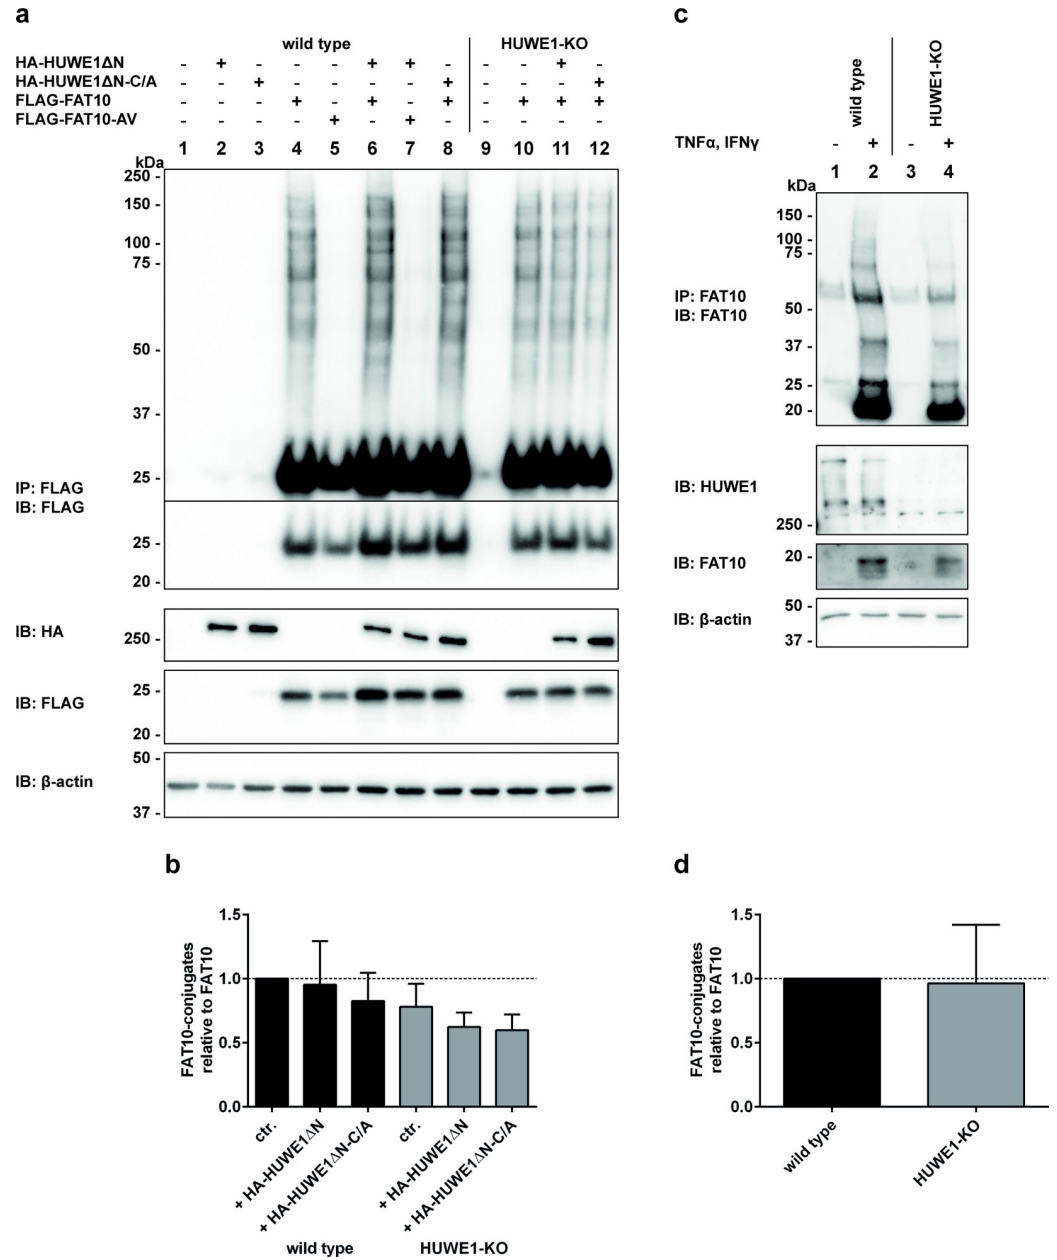 a
wild type HUWE1-KO
HA-HUWE1ΔN - + - - - + + - - - + -
HA-HUWE1ΔN-C/A - - + - - - - + - - - +
FLAG-FAT10 - - - + - + - + - + + +
FLAG-FAT10-AV - - - - + - + - - - - -
1 2 3 4 5 6 7 8 9 10 11 12
kDa
250 -
150 -
100 -
75 -
50 -
37 -
25 -
IP: FLAG
IB: FLAG
25 -
20 -
IB: HA
250 -
IB: FLAG
25 -
20 -
50 -
IB: β-actin
37 -
c
wild type
HUWE1-KO
TNFα, IFNγ - + - +
1 2 3 4
kDa
150 -
100 -
75 -
IP: FAT10
IB: FAT10
50 -
37 -
25 -
20 -
IB: HUWE1
250 -
IB: FAT10
20 -
50 -
IB: β-actin
37 -
b
FAT10-conjugates
relative to FAT10
1.5
1.0
0.5
0.0
ctr.
+ HA-HUWE1ΔN
+ HA-HUWE1ΔN-C/A
ctr.
+ HA-HUWE1ΔN
+ HA-HUWE1ΔN-C/A
wild type HUWE1-KO
d
FAT10-conjugates
relative to FAT10
1.5
1.0
0.5
0.0
wild type
HUWE1-KO